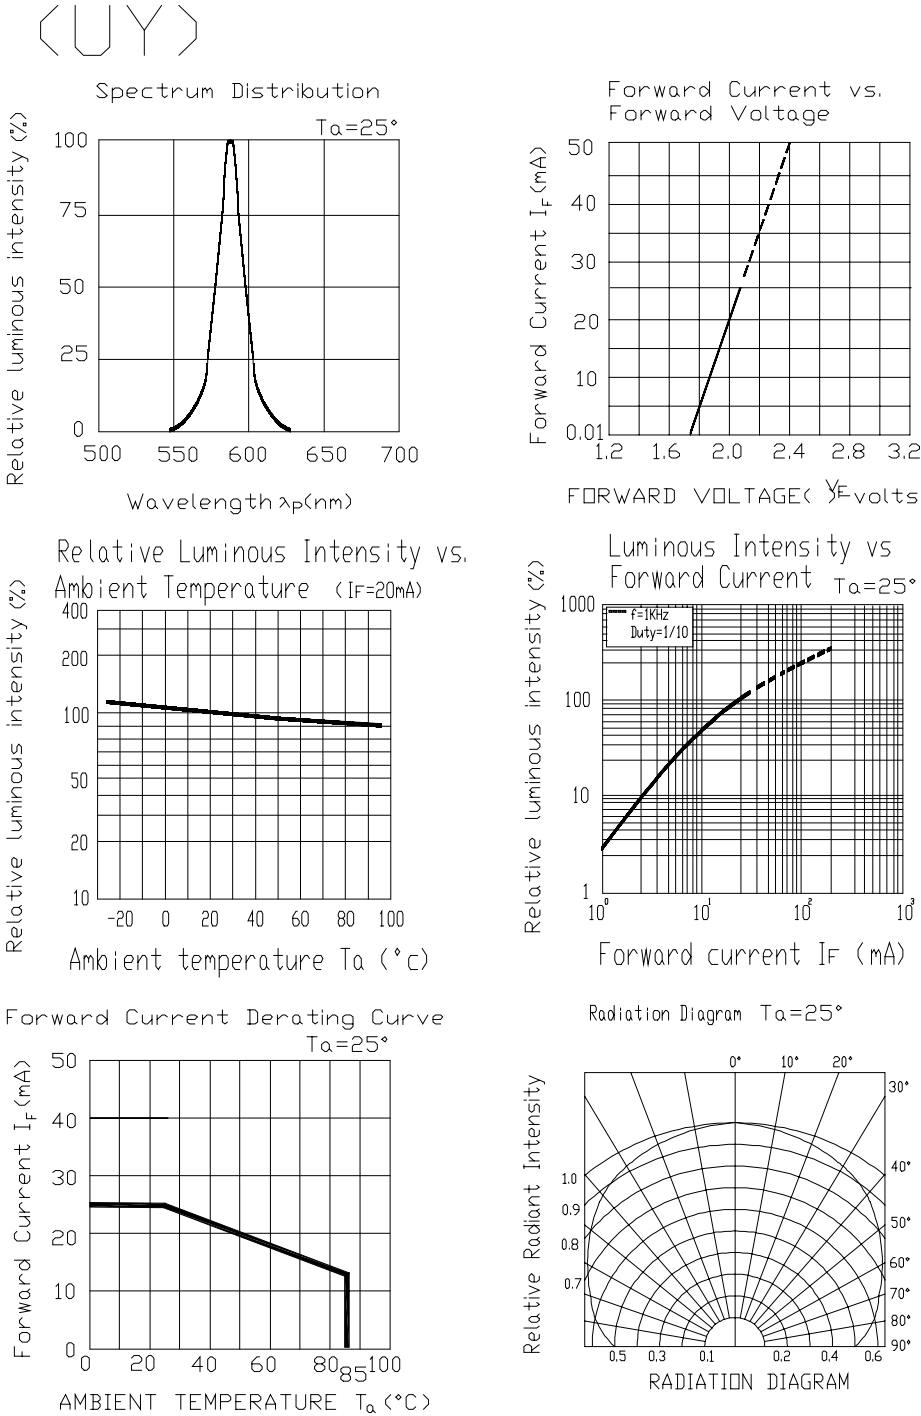 (UY)
Spectrum Distribution
Ta=25°
Relative luminous intensity (%)
100
75
50
25
0
500 550 600 650 700
Wavelength λP(nm)
Forward Current vs.
Forward Voltage
Forward Current IF (mA)
50
40
30
20
10
0.01
1.2 1.6 2.0 2.4 2.8 3.2
FORWARD VOLTAGE( VF )-volts
Relative Luminous Intensity vs.
Ambient Temperature (IF=20mA)
Relative luminous intensity (%)
400
200
100
50
20
10
-20 0 20 40 60 80 100
Ambient temperature Ta (°c)
Luminous Intensity vs
Forward Current Ta=25°
Relative luminous intensity (%)
f=1KHz
Duty=1/10
1000
100
10
1
10⁰ 10¹ 10² 10³
Forward current IF (mA)
Forward Current Derating Curve
Ta=25°
Forward Current IF (mA)
50
40
30
20
10
0
0 20 40 60 80 85 100
AMBIENT TEMPERATURE Ta (°C)
Radiation Diagram Ta=25°
Relative Radiant Intensity
0° 10° 20°
30°
40°
50°
60°
70°
80°
90°
1.0
0.9
0.8
0.7
0.5 0.3 0.1 0.2 0.4 0.6
RADIATION DIAGRAM